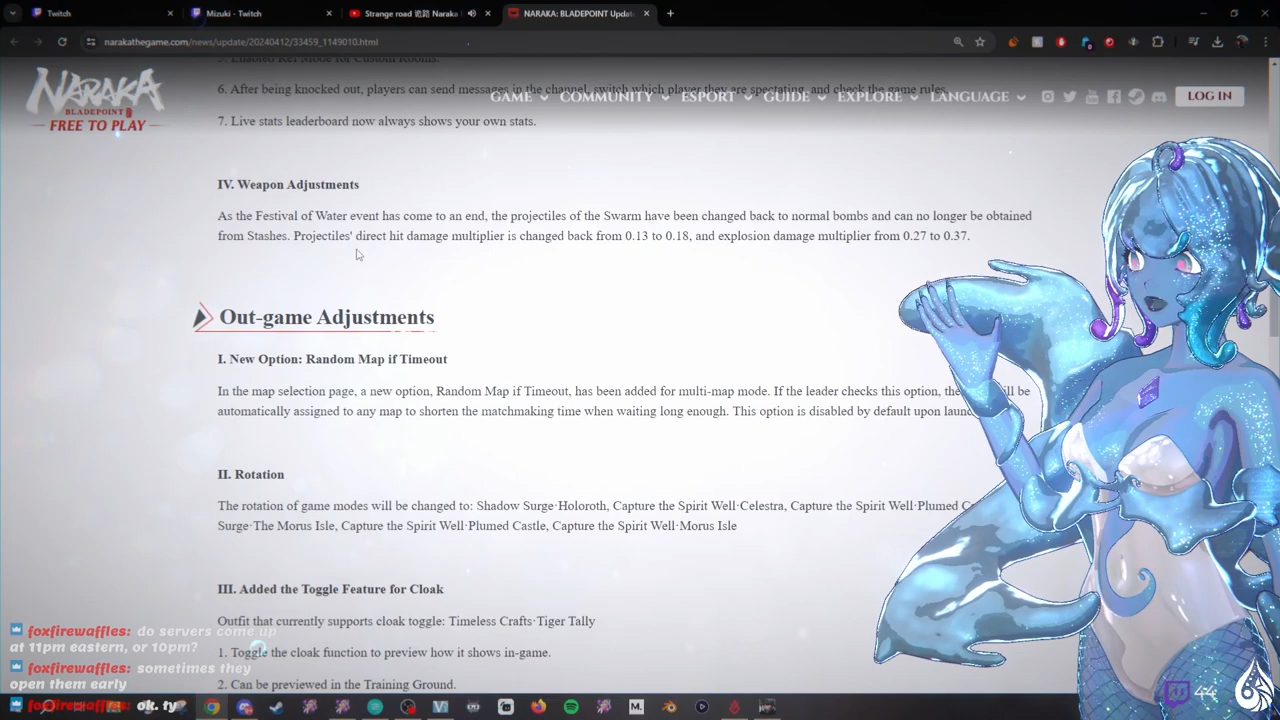 Twitch
Mizuki - Twitch
Strange road 诡路 Naraka
NARAKA: BLADEPOINT Updat
narakathegame.com/news/update/20240412/33459_1149010.html
NARAKA
BLADEPOINT
FREE TO PLAY
GAME COMMUNITY ESPORT GUIDE EXPLORE LANGUAGE LOG IN
6. After being knocked out, players can send messages in the channel, switch which player they are spectating, and check the game rules.
7. Live stats leaderboard now always shows your own stats.
IV. Weapon Adjustments
As the Festival of Water event has come to an end, the projectiles of the Swarm have been changed back to normal bombs and can no longer be obtained
from Stashes. Projectiles' direct hit damage multiplier is changed back from 0.13 to 0.18, and explosion damage multiplier from 0.27 to 0.37.
Out-game Adjustments
I. New Option: Random Map if Timeout
In the map selection page, a new option, Random Map if Timeout, has been added for multi-map mode. If the leader checks this option, the
automatically assigned to any map to shorten the matchmaking time when waiting long enough. This option is disabled by default upon
II. Rotation
The rotation of game modes will be changed to: Shadow Surge·Holoroth, Capture the Spirit Well·Celestra, Capture the Spirit Well·Plumed
Surge·The Morus Isle, Capture the Spirit Well·Plumed Castle, Capture the Spirit Well·Morus Isle
III. Added the Toggle Feature for Cloak
Outfit that currently supports cloak toggle: Timeless Crafts·Tiger Tally
1. Toggle the cloak function to preview how it shows in-game.
2. Can be previewed in the Training Ground.
foxfirewaffles: do servers come up
at 11pm eastern, or 10pm?
foxfirewaffles: sometimes they
open them early
foxfirewaffles: ok. ty
44